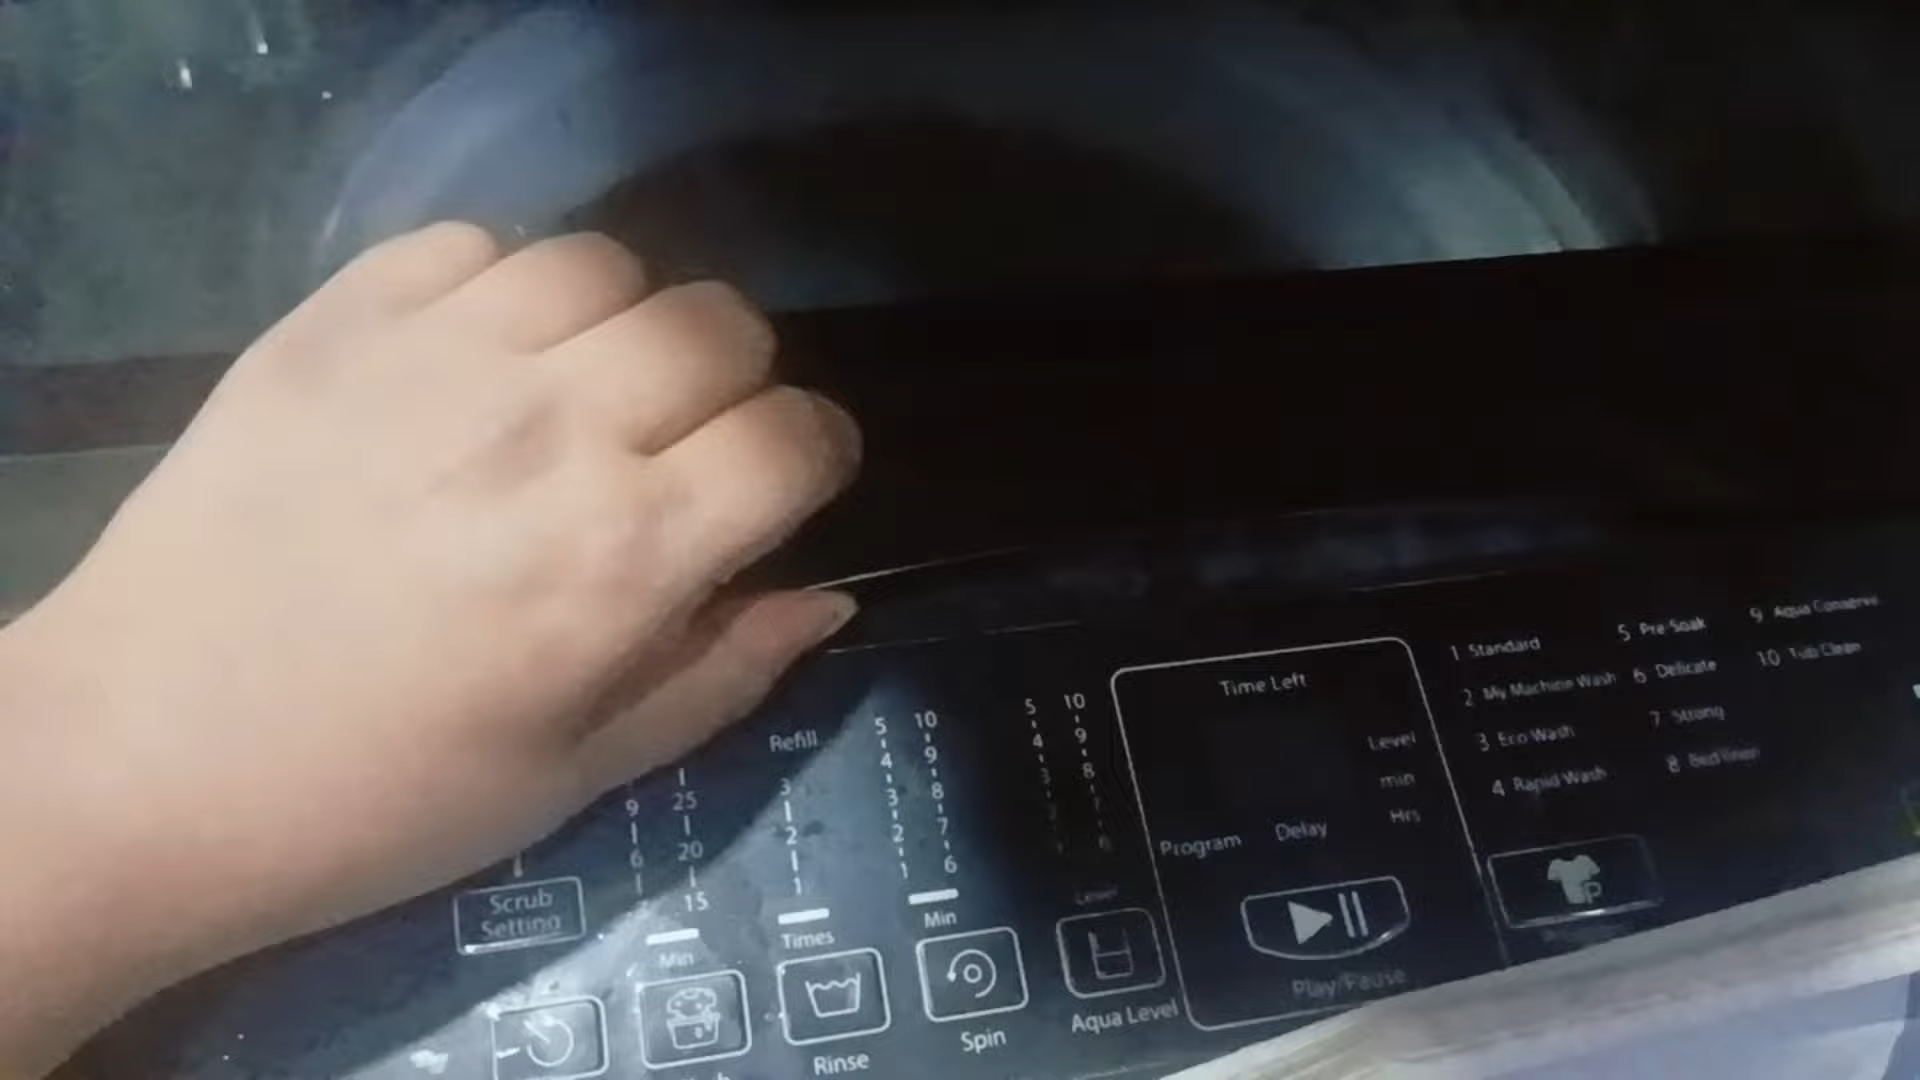 Time Left
Level
min
Hrs
Program Delay
Play/Pause
1 Standard
2 My Machine Wash
3 Eco Wash
4 Rapid Wash
5 Pre Soak
6 Delicate
7 Strong
8 Bed linen
9 Aqua Conserve
10 Tub Clean
Refill
3
2
1
Times
Rinse
9 25
6 20
15
Min
4
Scrub
Setting
5 10
4 9
3 8
2 7
1 6
Min
Spin
5 10
4 9
3 8
6
Level
Aqua Level
P